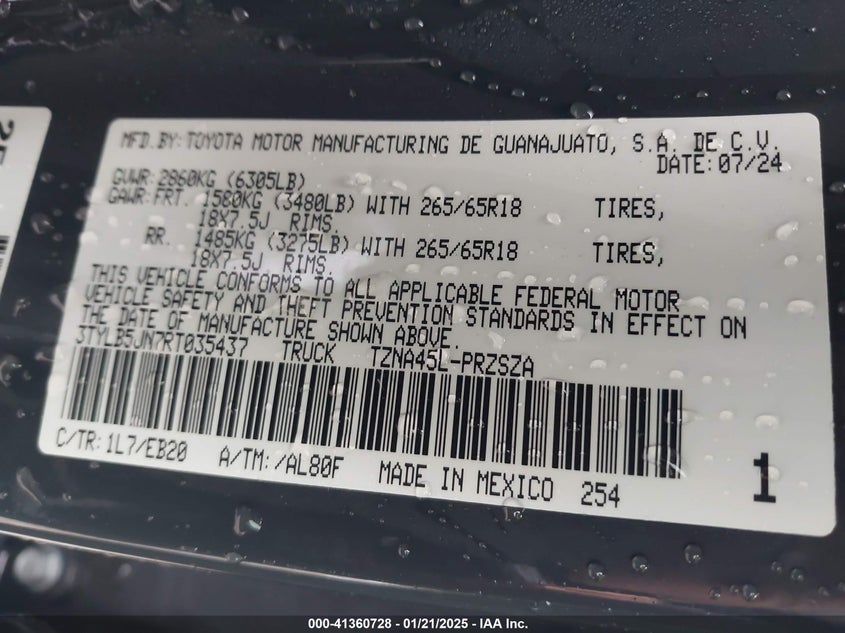 MFD.BY:TOYOTA MOTOR MANUFACTURING DE GUANAJUATO, S.A. DE C.V.
DATE:07/24
GVWR:2860KG (6305LB)
GAWR:FRT. 1580KG (3480LB) WITH 265/65R18 TIRES,
18X7.5J RIMS.
RR. 1485KG (3275LB) WITH 265/65R18 TIRES,
18X7.5J RIMS.
THIS VEHICLE CONFORMS TO ALL APPLICABLE FEDERAL MOTOR
VEHICLE SAFETY AND THEFT PREVENTION STANDARDS IN EFFECT ON
THE DATE OF MANUFACTURE SHOWN ABOVE.
3TYLB5JN7RT035437 TRUCK TZNA45L-PRZSZA
C/TR:1L7/EB20 A/TM:/AL80F MADE IN MEXICO 254 1
000-41360728 — 01/21/2025 — IAA Inc.